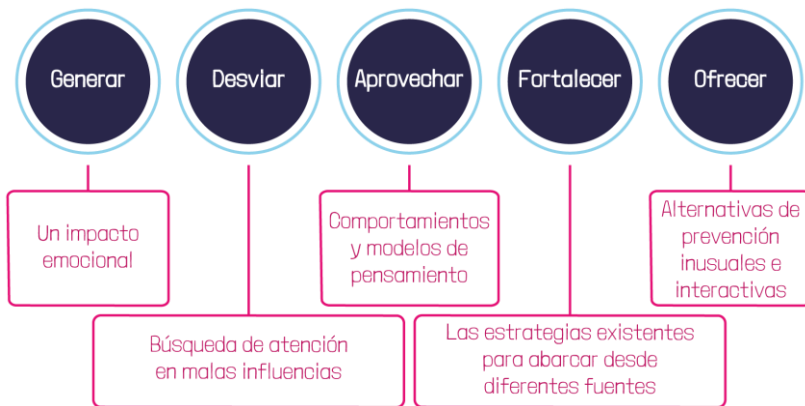 Generar
Desviar
Aprovechar
Fortalecer
Ofrecer
Un impacto
emocional
Búsqueda de atención
en malas influencias
Comportamientos
y modelos de
pensamiento
Las estrategias existentes
para abarcar desde
diferentes fuentes
Alternativas de
prevención
inusuales e
interactivas